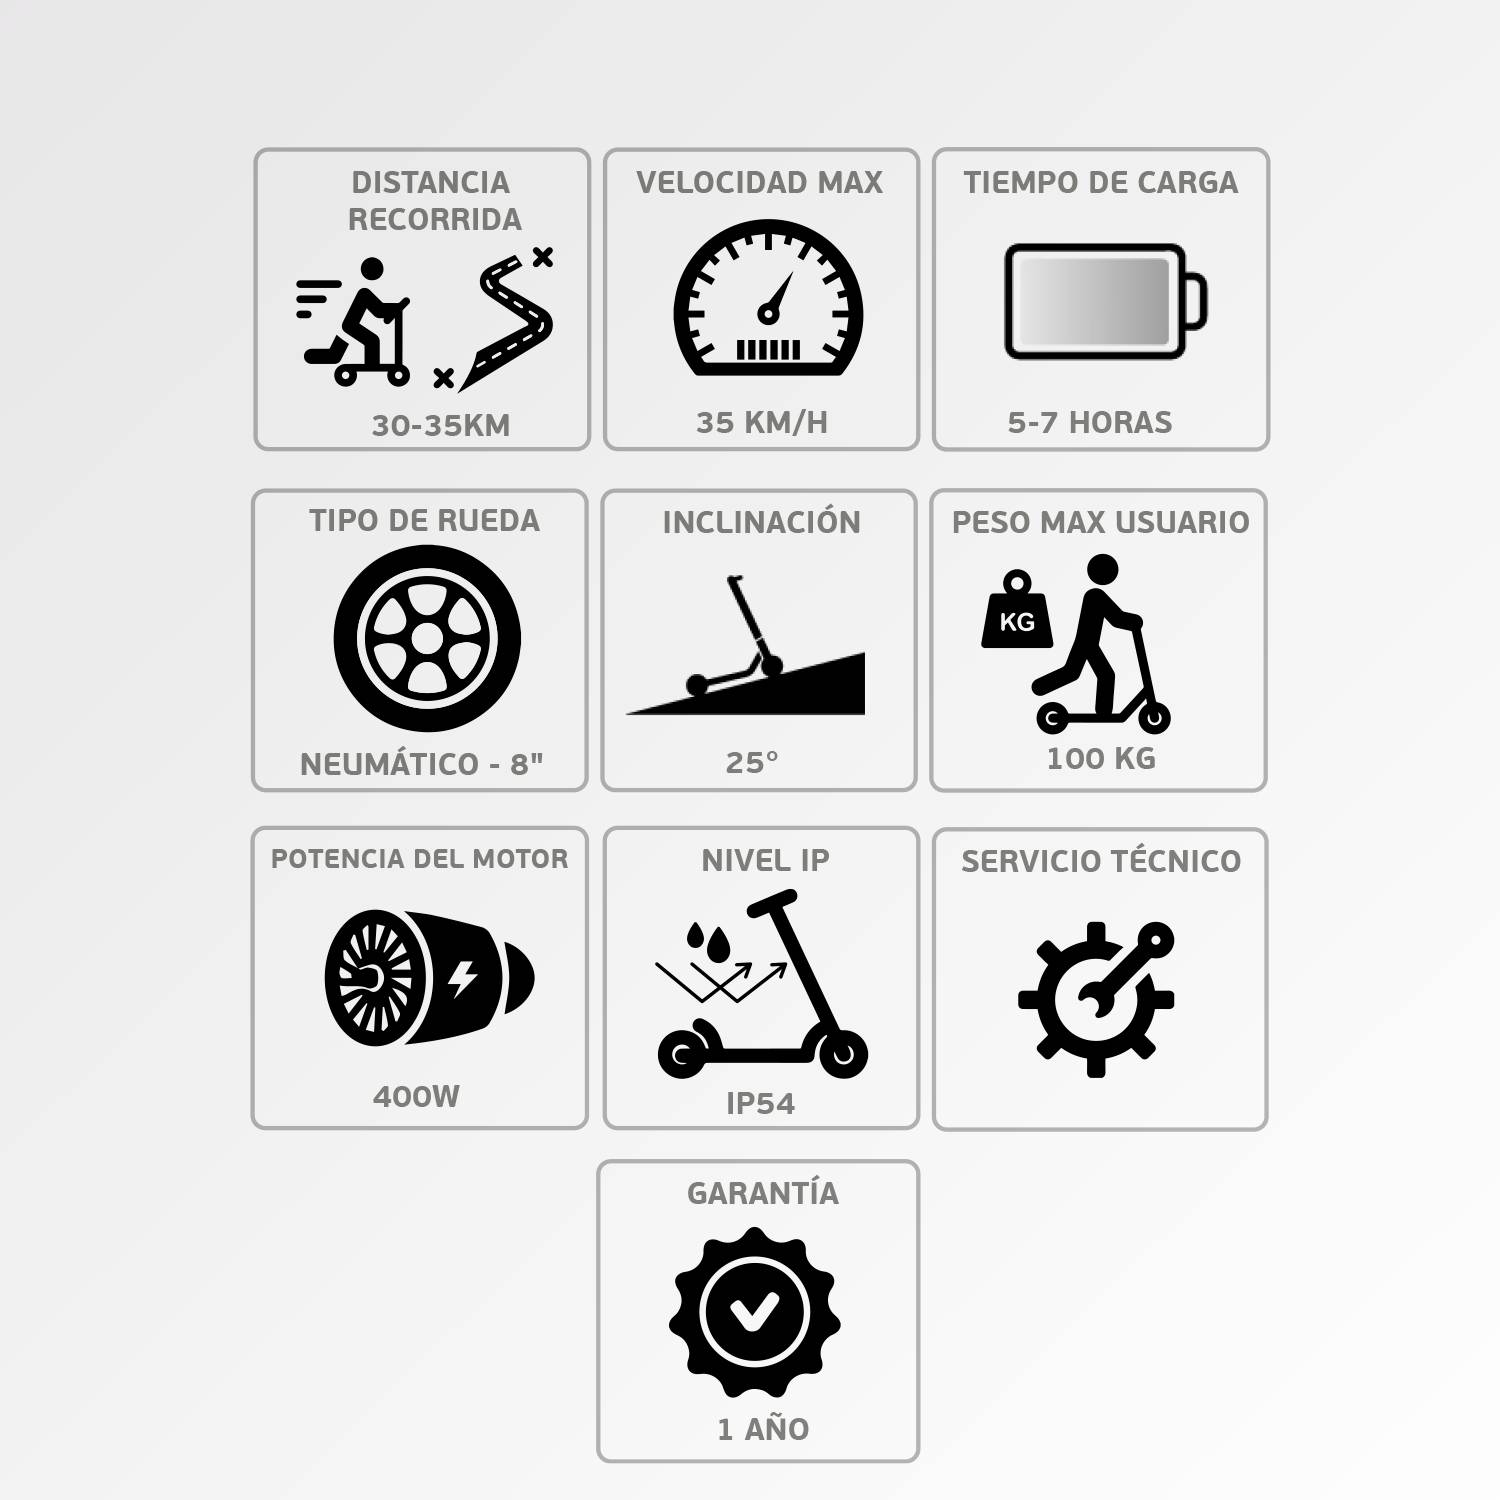 DISTANCIA
RECORRIDA
30-35KM
VELOCIDAD MAX
35 KM/H
TIEMPO DE CARGA
5-7 HORAS
TIPO DE RUEDA
NEUMÁTICO - 8"
INCLINACIÓN
25°
PESO MAX USUARIO
KG
100 KG
POTENCIA DEL MOTOR
400W
NIVEL IP
IP54
SERVICIO TÉCNICO
GARANTÍA
1 AÑO